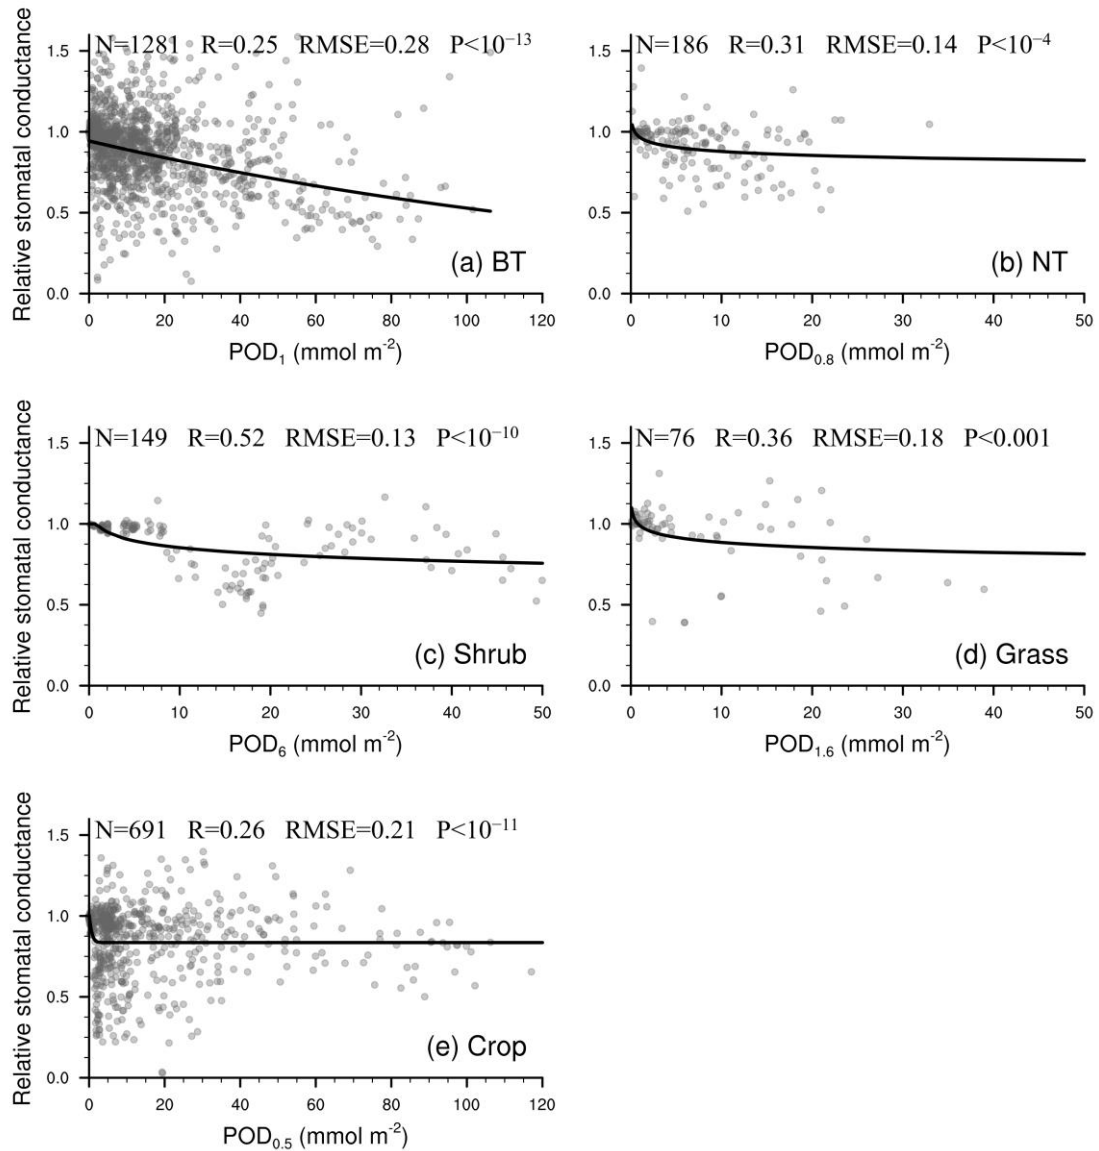 N=1281 R=0.25 RMSE=0.28 P<10⁻¹³
Relative stomatal conductance
1.5
1.0
0.5
0.0
(a) BT
0 20 40 60 80 100 120
POD₁ (mmol m⁻²)
N=186 R=0.31 RMSE=0.14 P<10⁻⁴
1.5
1.0
0.5
0.0
(b) NT
0 10 20 30 40 50
POD₀.₈ (mmol m⁻²)
N=149 R=0.52 RMSE=0.13 P<10⁻¹⁰
Relative stomatal conductance
1.5
1.0
0.5
0.0
(c) Shrub
0 10 20 30 40 50
POD₆ (mmol m⁻²)
N=76 R=0.36 RMSE=0.18 P<0.001
1.5
1.0
0.5
0.0
(d) Grass
0 10 20 30 40 50
POD₁.₆ (mmol m⁻²)
N=691 R=0.26 RMSE=0.21 P<10⁻¹¹
Relative stomatal conductance
1.5
1.0
0.5
0.0
(e) Crop
0 20 40 60 80 100 120
POD₀.₅ (mmol m⁻²)